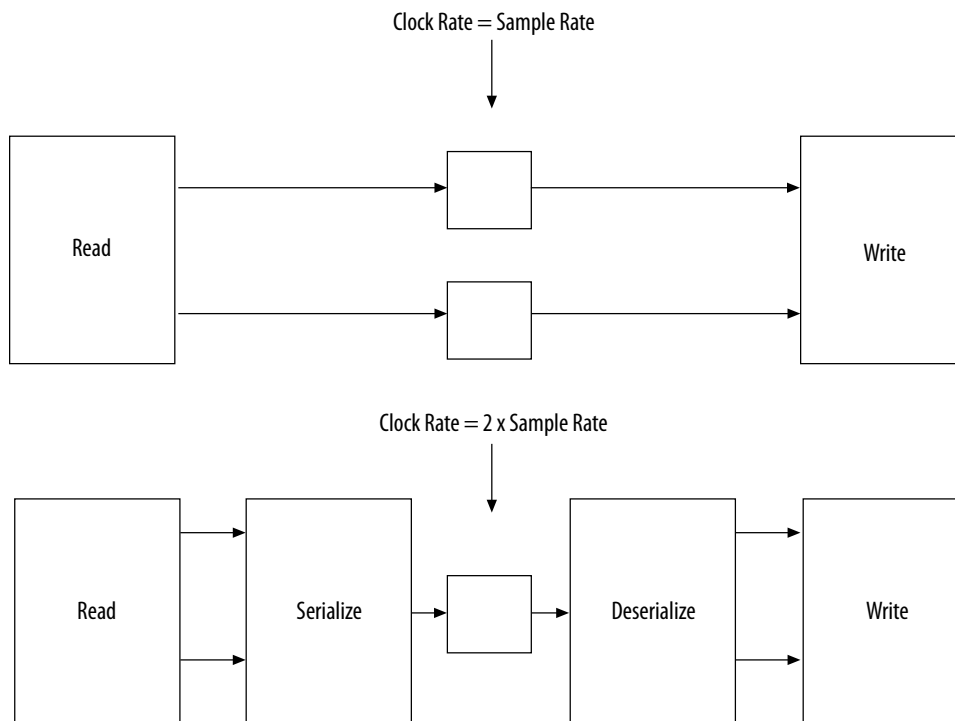 Clock Rate = Sample Rate
Read
Write
Clock Rate = 2 x Sample Rate
Read
Serialize
Deserialize
Write